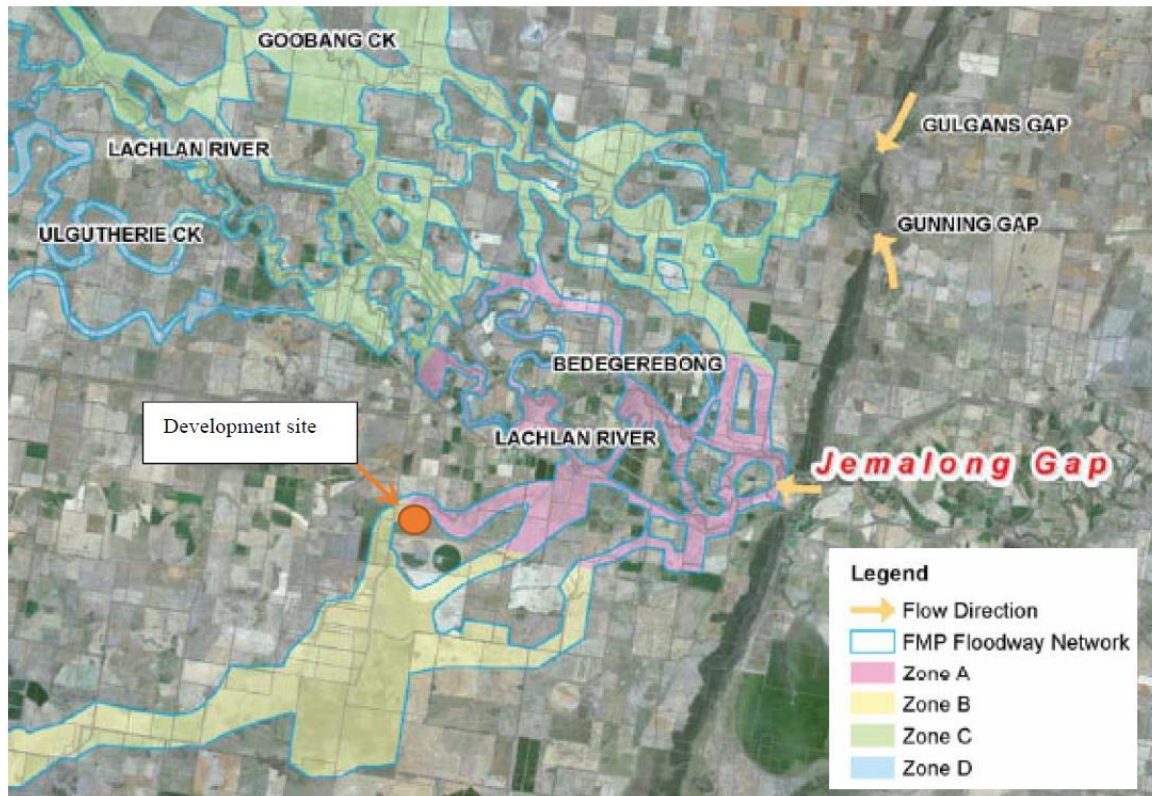 GOOBANG CK
GULGANS GAP
LACHLAN RIVER
GUNNING GAP
ULGUTHERIE CK
BEDEGEREBONG
Development site
LACHLAN RIVER
Jemalong Gap
Legend
Flow Direction
FMP Floodway Network
Zone A
Zone B
Zone C
Zone D